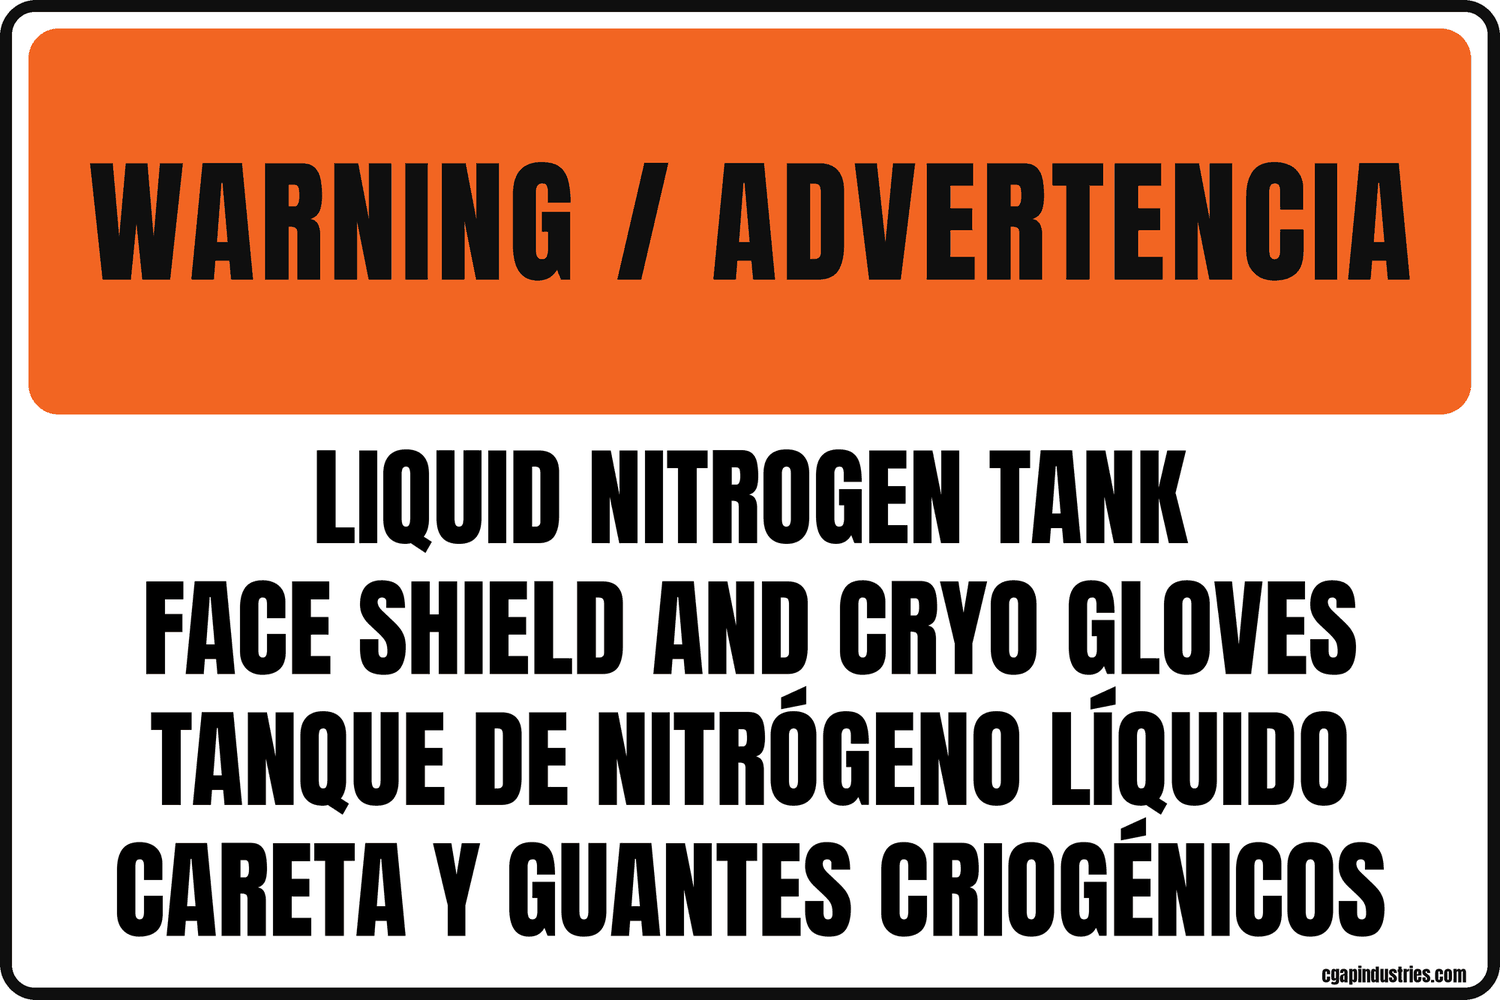 WARNING / ADVERTENCIA
LIQUID NITROGEN TANK
FACE SHIELD AND CRYO GLOVES
TANQUE DE NITRÓGENO LÍQUIDO
CARETA Y GUANTES CRIOGÉNICOS
cgapindustries.com